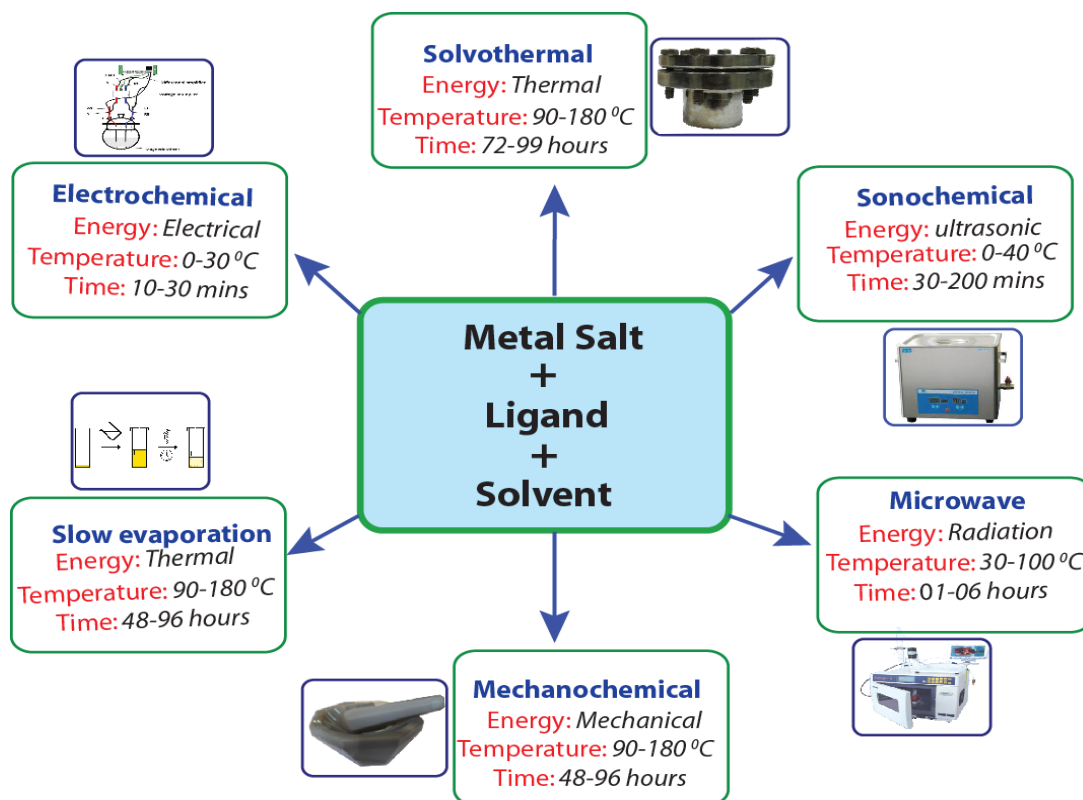 Solvothermal
Energy: Thermal
Temperature: 90-180 ⁰C
Time: 72-99 hours
Electrochemical
Energy: Electrical
Temperature: 0-30 ⁰C
Time: 10-30 mins
Sonochemical
Energy: ultrasonic
Temperature: 0-40 ⁰C
Time: 30-200 mins
Metal Salt
+
Ligand
+
Solvent
Slow evaporation
Energy: Thermal
Temperature: 90-180 ⁰C
Time: 48-96 hours
Microwave
Energy: Radiation
Temperature: 30-100 ⁰C
Time: 01-06 hours
Mechanochemical
Energy: Mechanical
Temperature: 90-180 ⁰C
Time: 48-96 hours